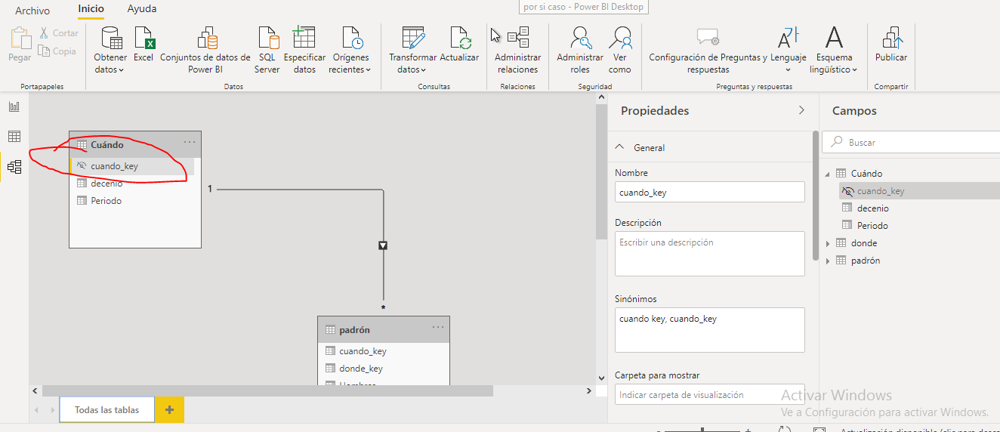 por si caso - Power BI Desktop
Archivo Inicio Ayuda
Pegar
Cortar
Copia
Portapapeles
Obtener datos
Excel
Conjuntos de datos de Power BI
SQL Server
Especificar datos
Orígenes recientes
Datos
Transformar datos
Actualizar
Consultas
Administrar relaciones
Relaciones
Administrar roles
Ver como
Seguridad
Configuración de Preguntas y respuestas
Lenguaje
Esquema lingüístico
Preguntas y respuestas
Publicar
Compartir
Cuándo
cuando_key
decenio
Periodo
1
*
padrón
cuando_key
donde_key
Hombres
Todas las tablas
Propiedades
General
Nombre
cuando_key
Descripción
Escribir una descripción
Sinónimos
cuando key, cuando_key
Carpeta para mostrar
Indicar carpeta de visualización
Campos
Buscar
Cuándo
cuando_key
decenio
Periodo
donde
padrón
Activar Windows
Ve a Configuración para activar Windows.